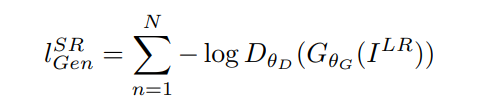 $l^{SR}_{Gen} = \sum_{n=1}^{N} -\log D_{\theta_D}(G_{\theta_G}(I^{LR}))$